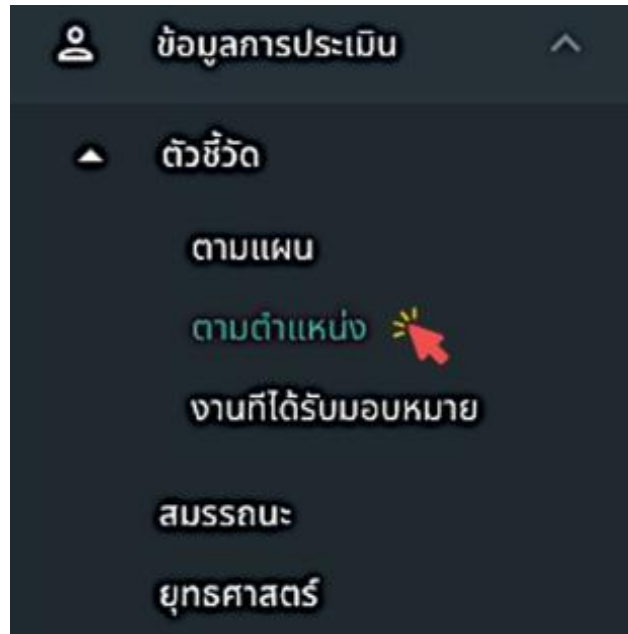 ข้อมูลการประเมิน
ตัวชี้วัด
ตามแผน
ตามตำแหน่ง
งานทีได้รับมอบหมาย
สมรรถนะ
ยุทธศาสตร์